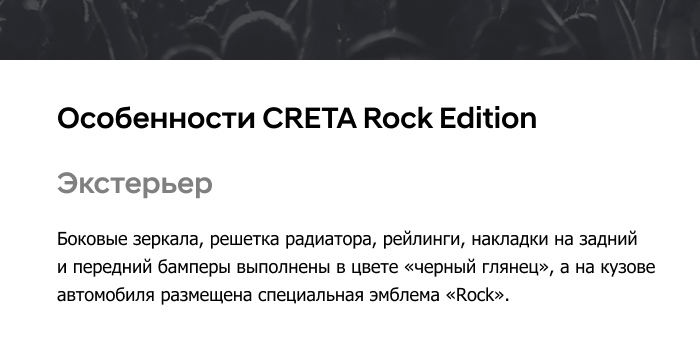 Особенности CRETA Rock Edition
Экстерьер
Боковые зеркала, решетка радиатора, рейлинги, накладки на задний
и передний бамперы выполнены в цвете «черный глянец», а на кузове
автомобиля размещена специальная эмблема «Rock».